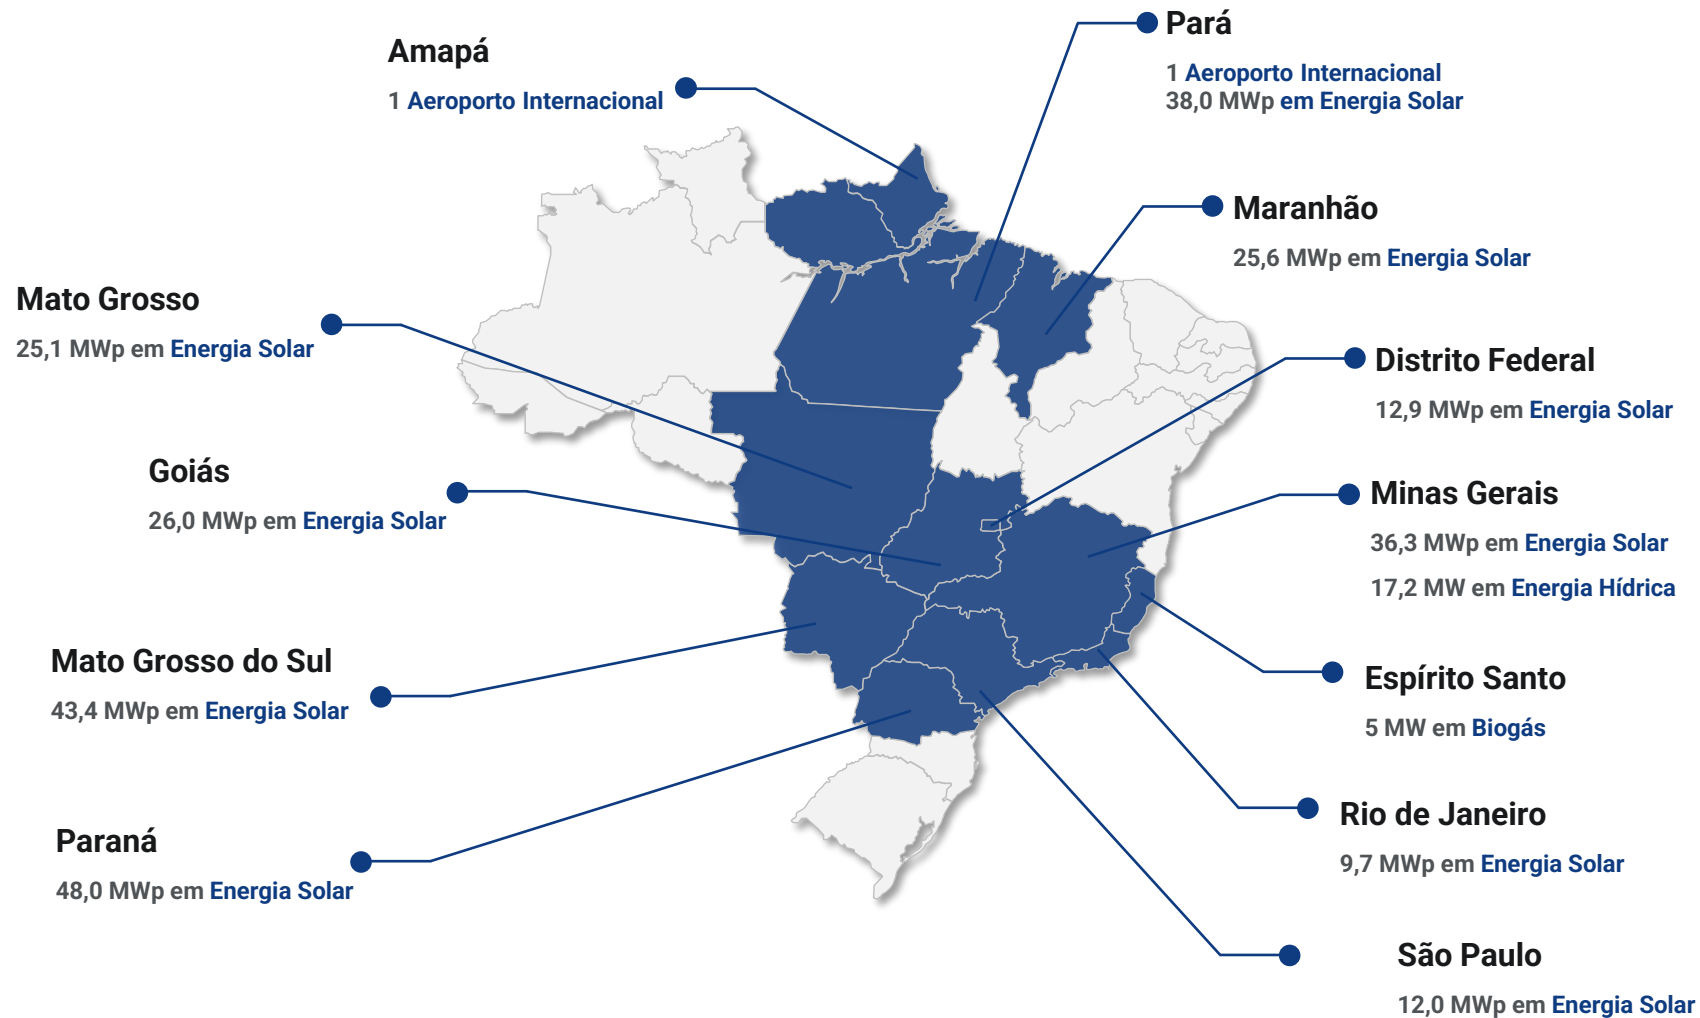 Pará
1 Aeroporto Internacional
38,0 MWp em Energia Solar
Amapá
1 Aeroporto Internacional
Maranhão
25,6 MWp em Energia Solar
Mato Grosso
25,1 MWp em Energia Solar
Distrito Federal
12,9 MWp em Energia Solar
Goiás
26,0 MWp em Energia Solar
Minas Gerais
36,3 MWp em Energia Solar
17,2 MW em Energia Hídrica
Mato Grosso do Sul
43,4 MWp em Energia Solar
Espírito Santo
5 MW em Biogás
Paraná
48,0 MWp em Energia Solar
Rio de Janeiro
9,7 MWp em Energia Solar
São Paulo
12,0 MWp em Energia Solar